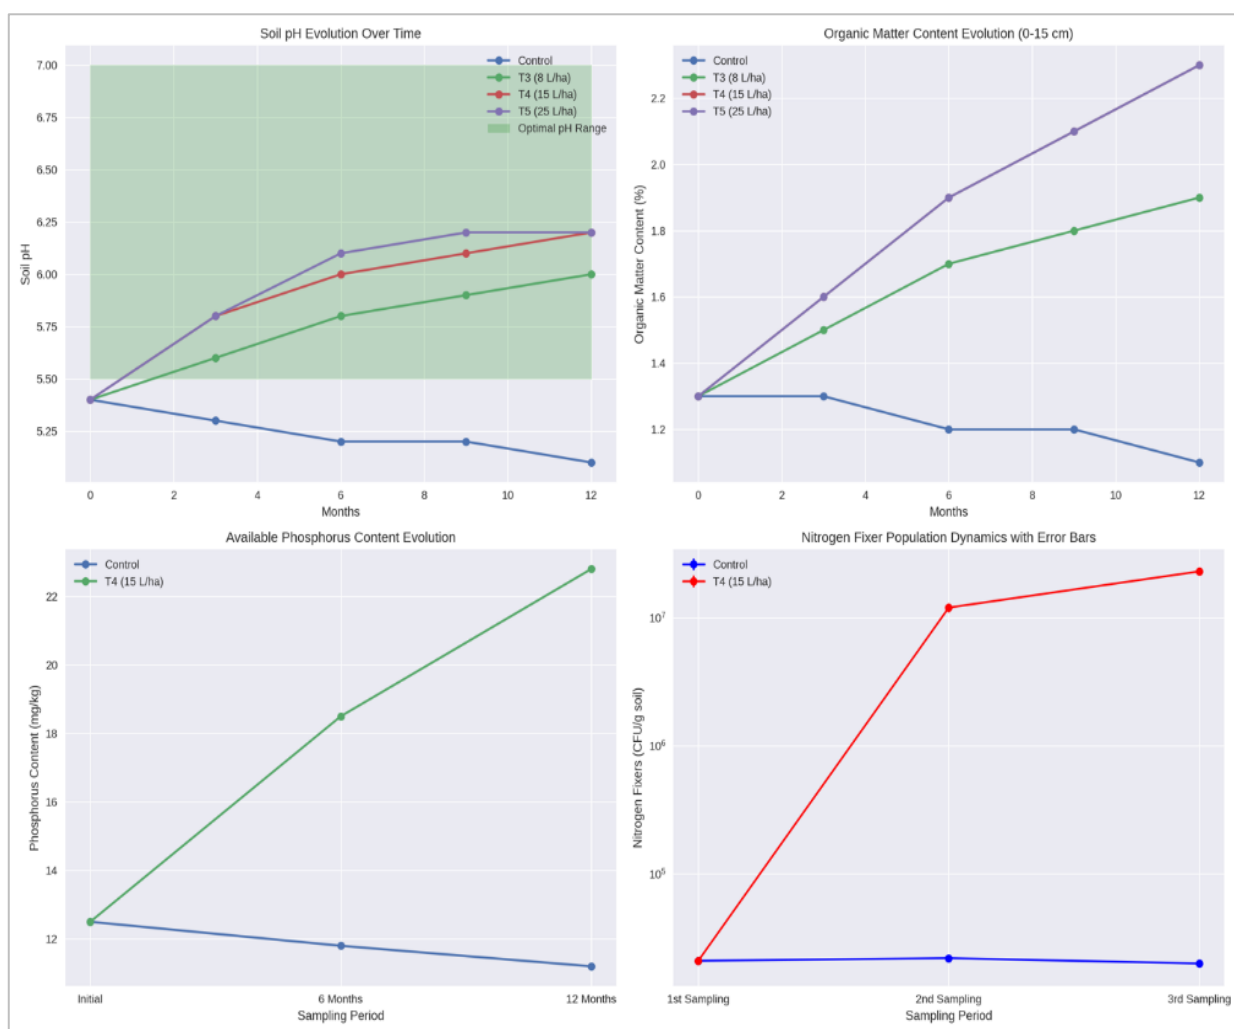 Soil pH Evolution Over Time
Control
T3 (8 L/ha)
T4 (15 L/ha)
T5 (25 L/ha)
Optimal pH Range
7.00
6.75
6.50
6.25
6.00
5.75
5.50
5.25
Soil pH
0 2 4 6 8 10 12
Months
Organic Matter Content Evolution (0-15 cm)
Control
T3 (8 L/ha)
T4 (15 L/ha)
T5 (25 L/ha)
2.2
2.0
1.8
1.6
1.4
1.2
Organic Matter Content (%)
0 2 4 6 8 10 12
Months
Available Phosphorus Content Evolution
Control
T4 (15 L/ha)
22
20
18
16
14
12
Phosphorus Content (mg/kg)
Initial 6 Months 12 Months
Sampling Period
Nitrogen Fixer Population Dynamics with Error Bars
Control
T4 (15 L/ha)
10⁷
10⁶
10⁵
Nitrogen Fixers (CFU/g soil)
1st Sampling 2nd Sampling 3rd Sampling
Sampling Period